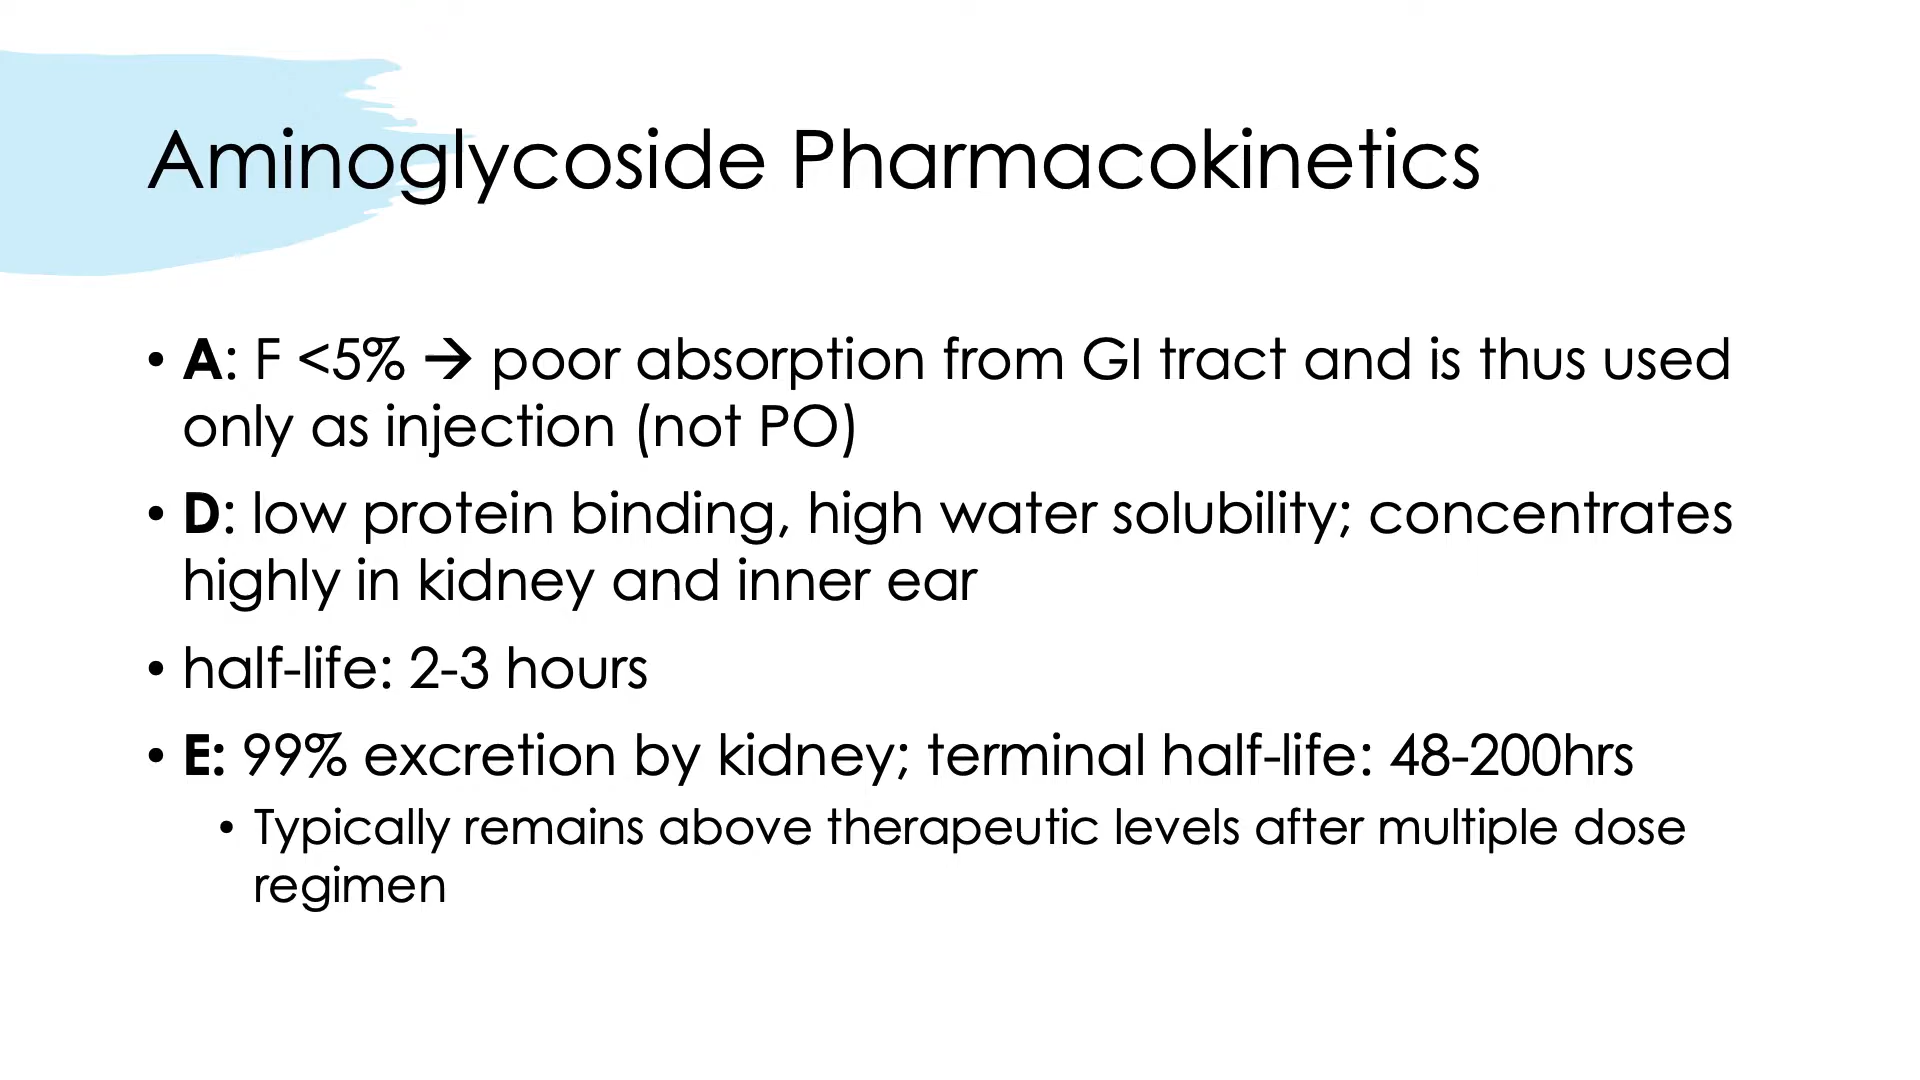 Aminoglycoside Pharmacokinetics
• A: F <5% → poor absorption from GI tract and is thus used
only as injection (not PO)
• D: low protein binding, high water solubility; concentrates
highly in kidney and inner ear
• half-life: 2-3 hours
• E: 99% excretion by kidney; terminal half-life: 48-200hrs
• Typically remains above therapeutic levels after multiple dose
regimen